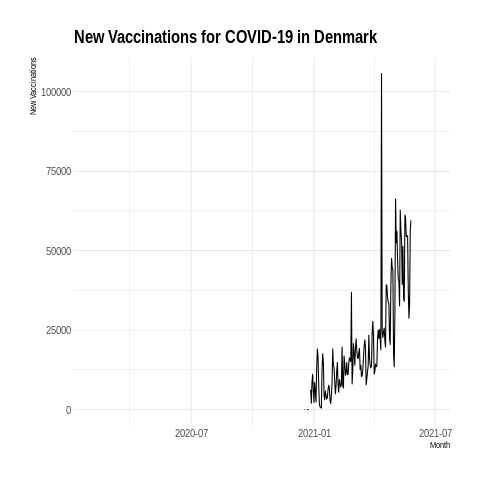 New Vaccinations for COVID-19 in Denmark
New Vaccinations
100000
75000
50000
25000
0
2020-07
2021-01
2021-07
Month